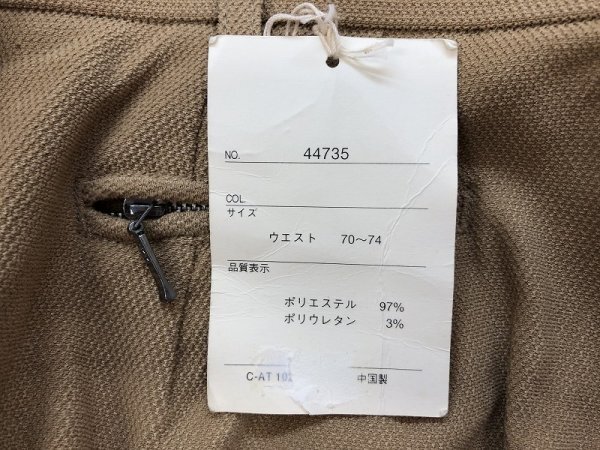 NO. 44735
COL.
サイズ
ウエスト 70〜74
品質表示
ポリエステル 97%
ポリウレタン 3%
C-AT 中国製